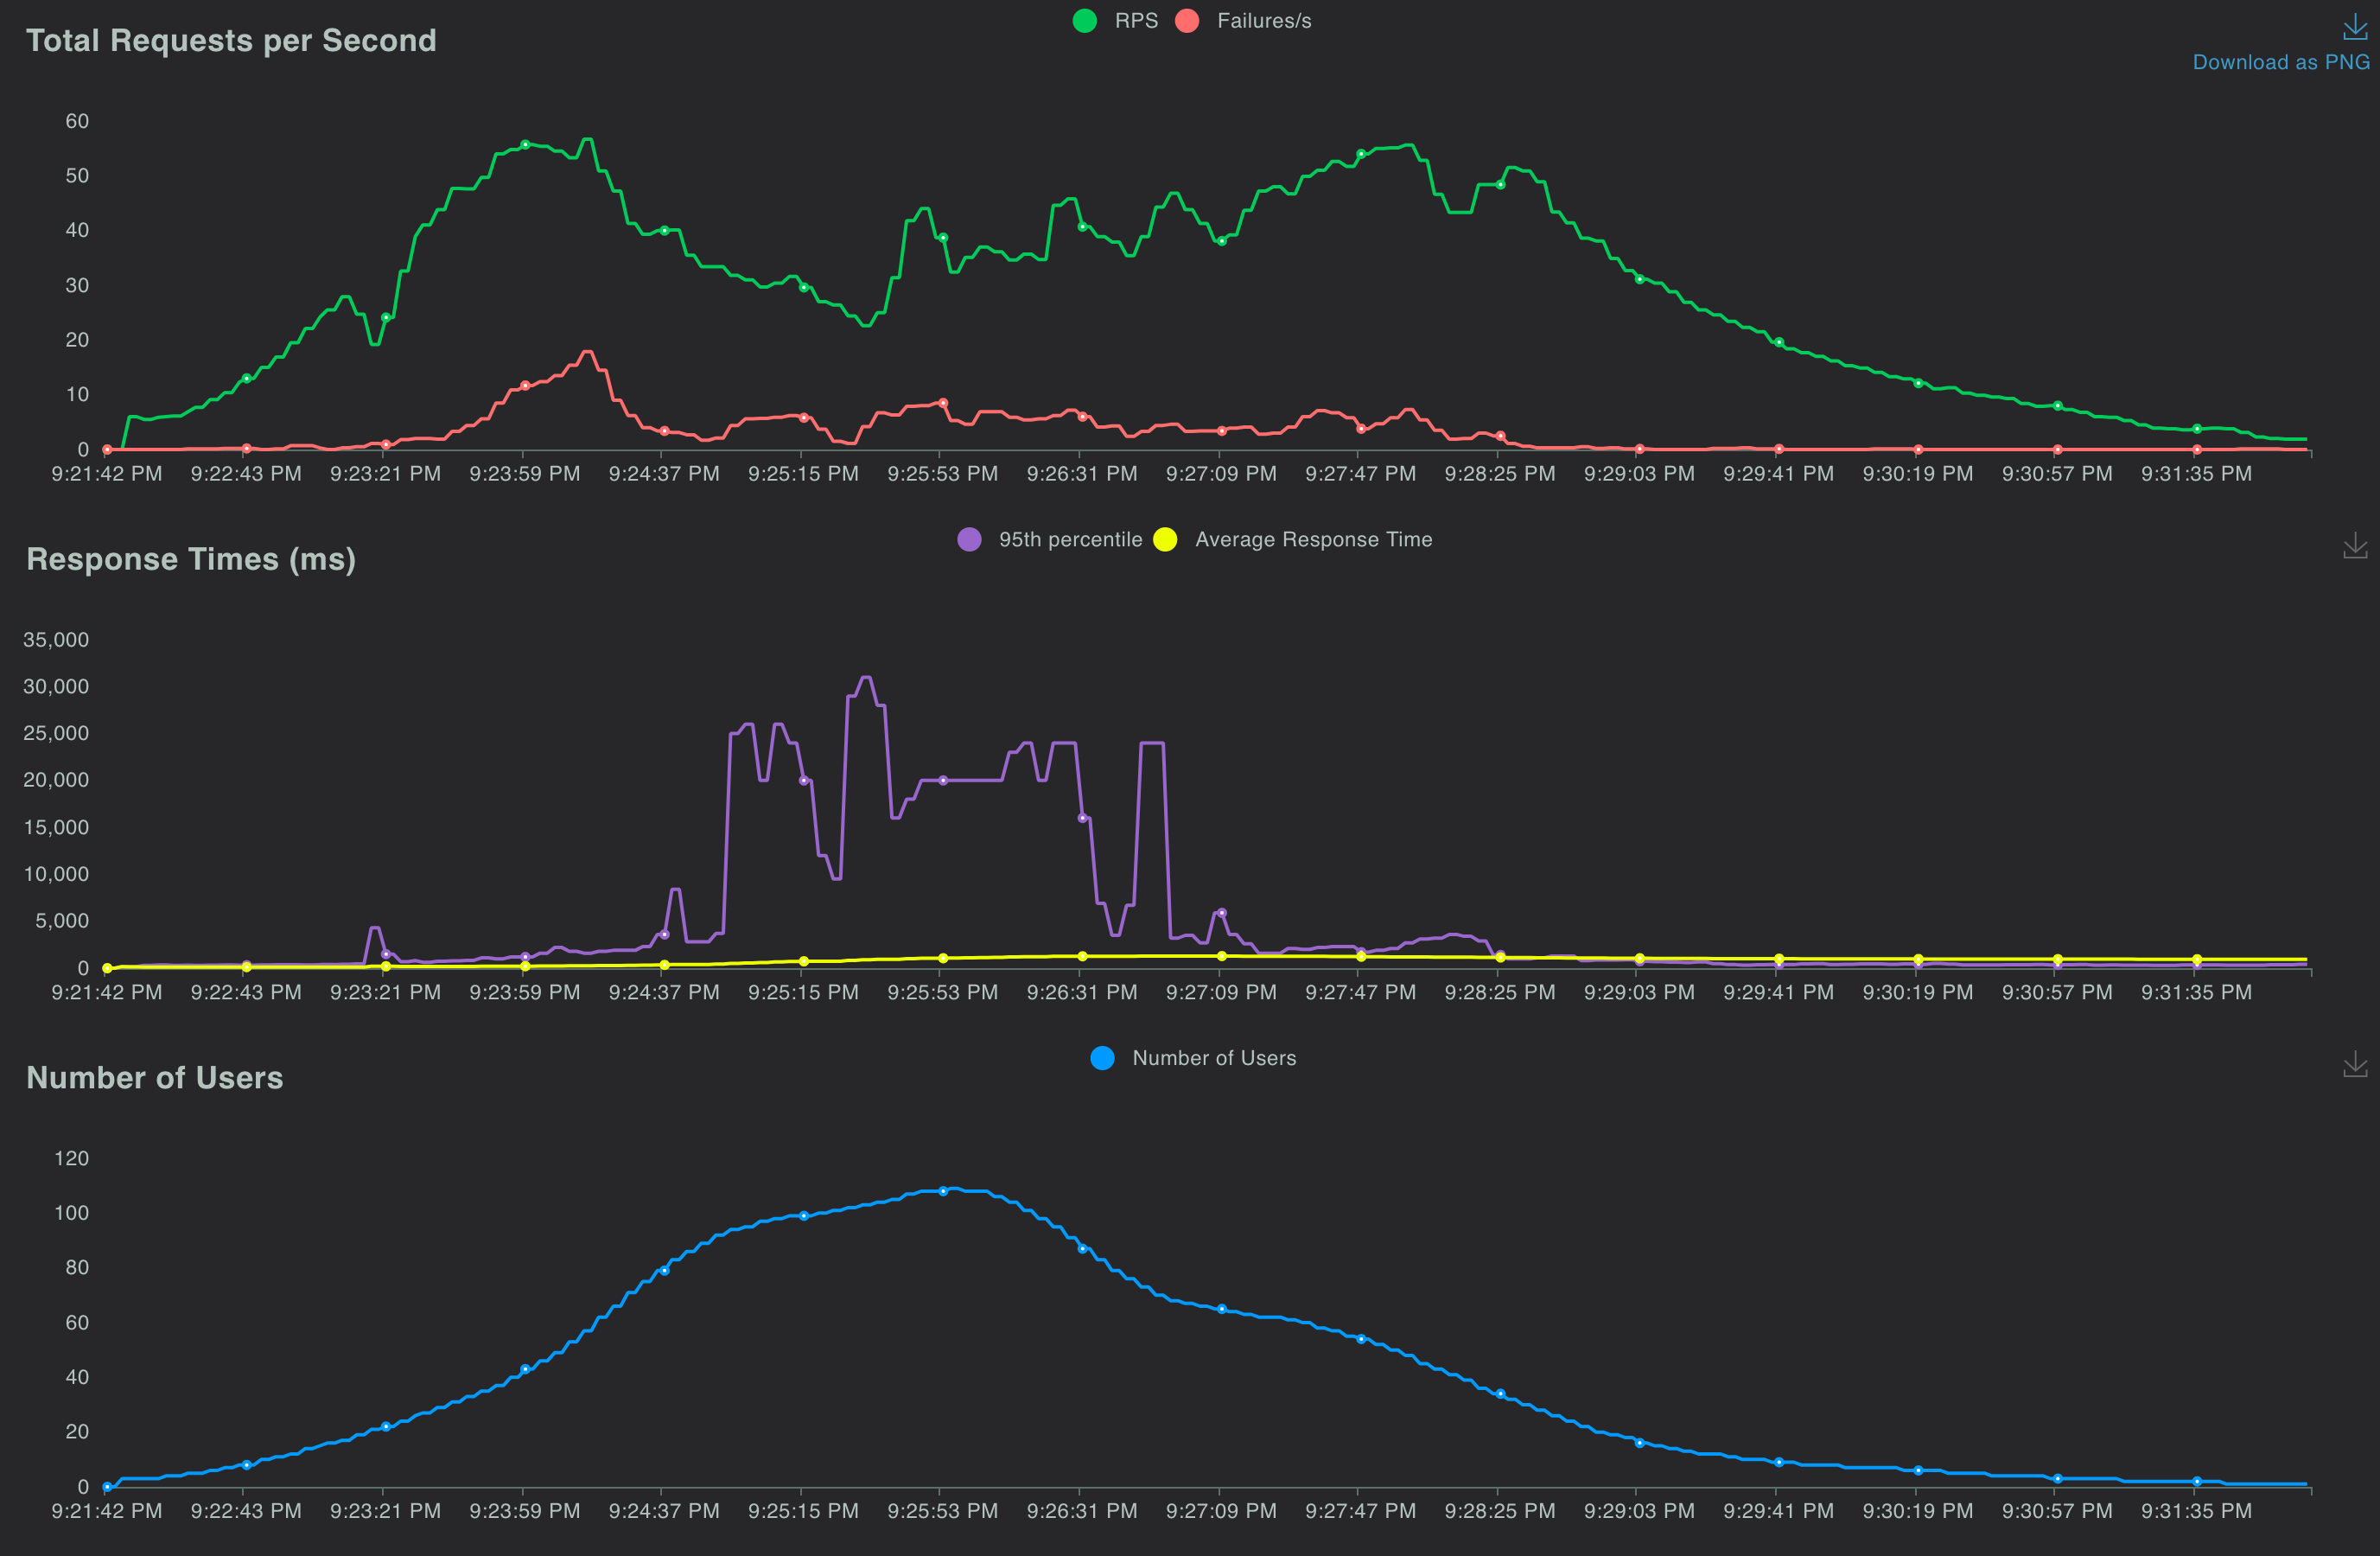 RPS Failures/s
Total Requests per Second
Download as PNG
60
50
40
30
20
10
0
9:21:42 PM 9:22:43 PM 9:23:21 PM 9:23:59 PM 9:24:37 PM 9:25:15 PM 9:25:53 PM 9:26:31 PM 9:27:09 PM 9:27:47 PM 9:28:25 PM 9:29:03 PM 9:29:41 PM 9:30:19 PM 9:30:57 PM 9:31:35 PM
95th percentile Average Response Time
Response Times (ms)
35,000
30,000
25,000
20,000
15,000
10,000
5,000
0
9:21:42 PM 9:22:43 PM 9:23:21 PM 9:23:59 PM 9:24:37 PM 9:25:15 PM 9:25:53 PM 9:26:31 PM 9:27:09 PM 9:27:47 PM 9:28:25 PM 9:29:03 PM 9:29:41 PM 9:30:19 PM 9:30:57 PM 9:31:35 PM
Number of Users
Number of Users
120
100
80
60
40
20
0
9:21:42 PM 9:22:43 PM 9:23:21 PM 9:23:59 PM 9:24:37 PM 9:25:15 PM 9:25:53 PM 9:26:31 PM 9:27:09 PM 9:27:47 PM 9:28:25 PM 9:29:03 PM 9:29:41 PM 9:30:19 PM 9:30:57 PM 9:31:35 PM